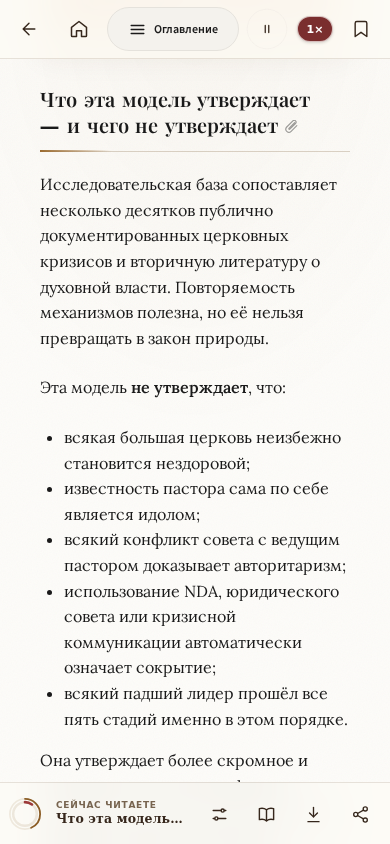 Оглавление
1×
Что эта модель утверждает
— и чего не утверждает
Исследовательская база сопоставляет
несколько десятков публично
документированных церковных
кризисов и вторичную литературу о
духовной власти. Повторяемость
механизмов полезна, но её нельзя
превращать в закон природы.
Эта модель не утверждает, что:
• всякая большая церковь неизбежно
становится нездоровой;
• известность пастора сама по себе
является идолом;
• всякий конфликт совета с ведущим
пастором доказывает авторитаризм;
• использование NDA, юридического
совета или кризисной
коммуникации автоматически
означает сокрытие;
• всякий падший лидер прошёл все
пять стадий именно в этом порядке.
Она утверждает более скромное и
СЕЙЧАС ЧИТАЕТЕ
Что эта модель...